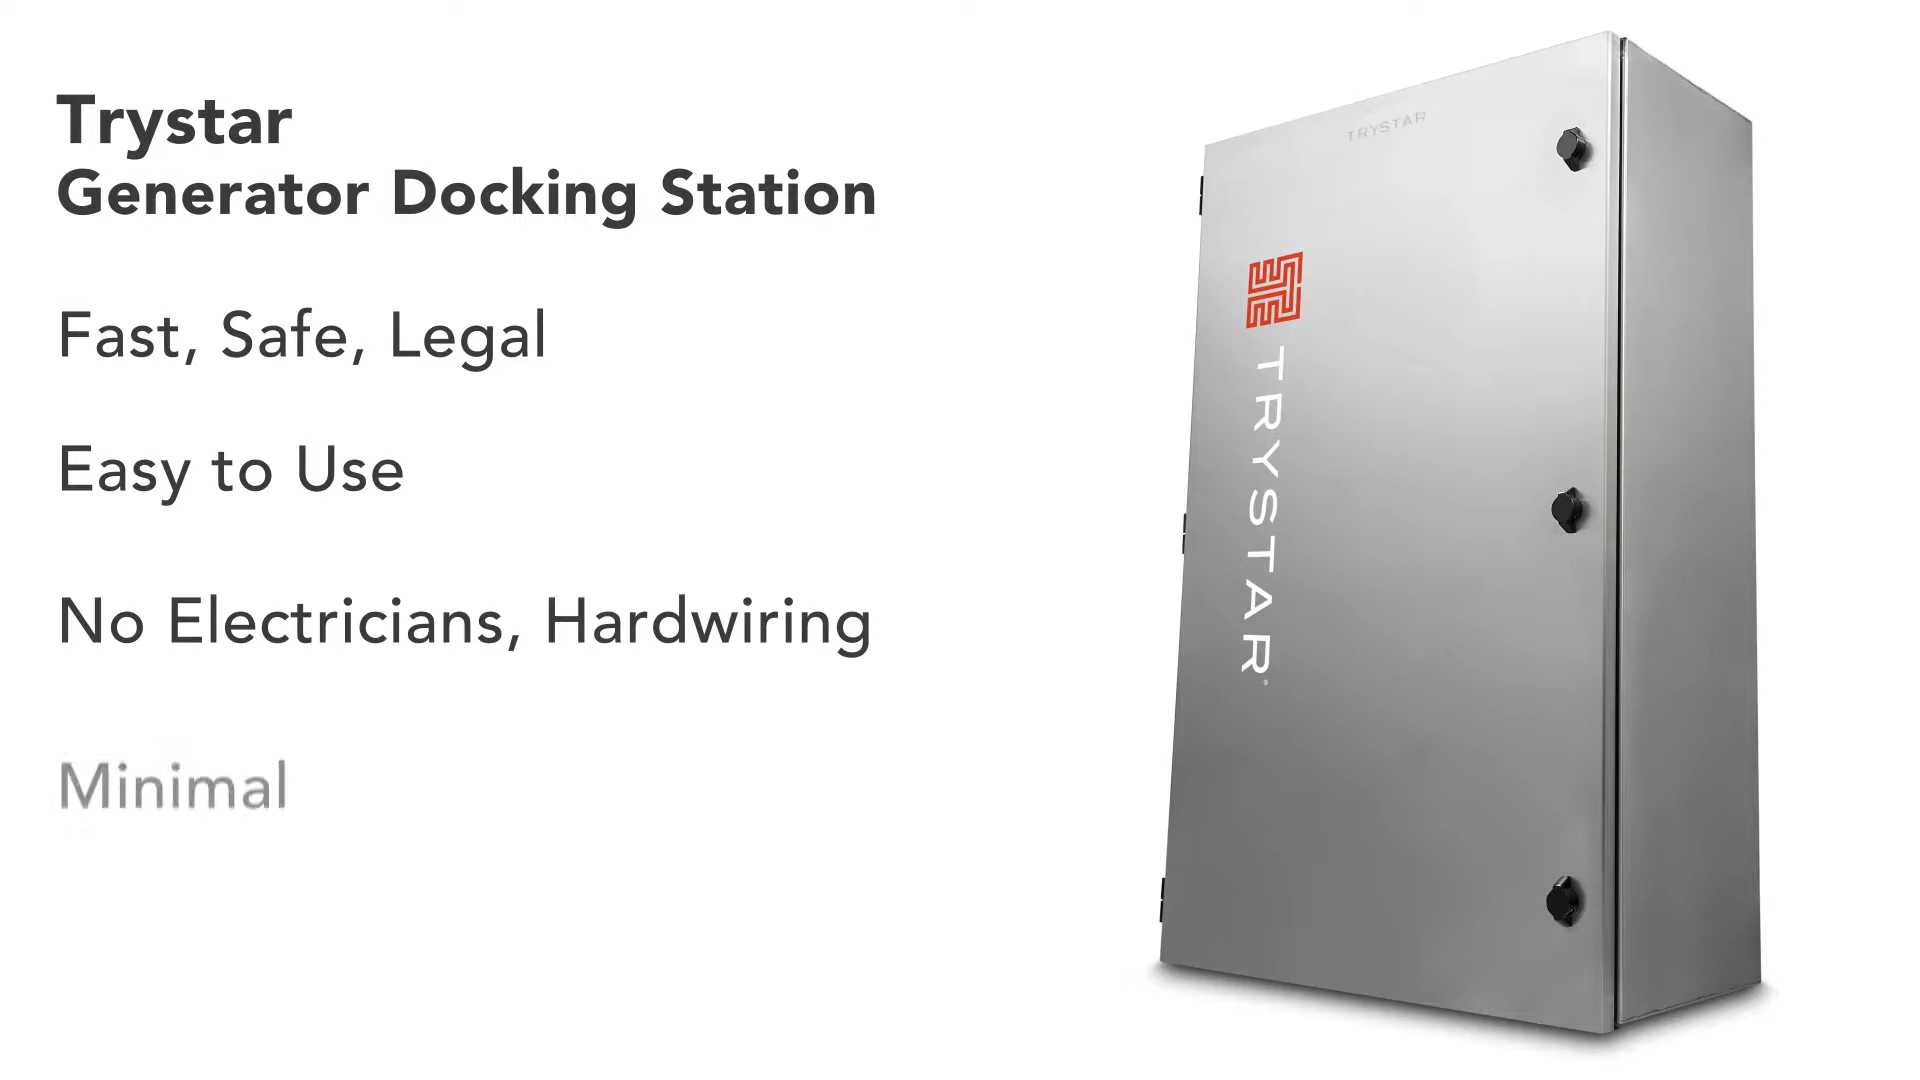 Trystar
Generator Docking Station
Fast, Safe, Legal
Easy to Use
No Electricians, Hardwiring
Minimal
TRYSTAR
TRYSTAR